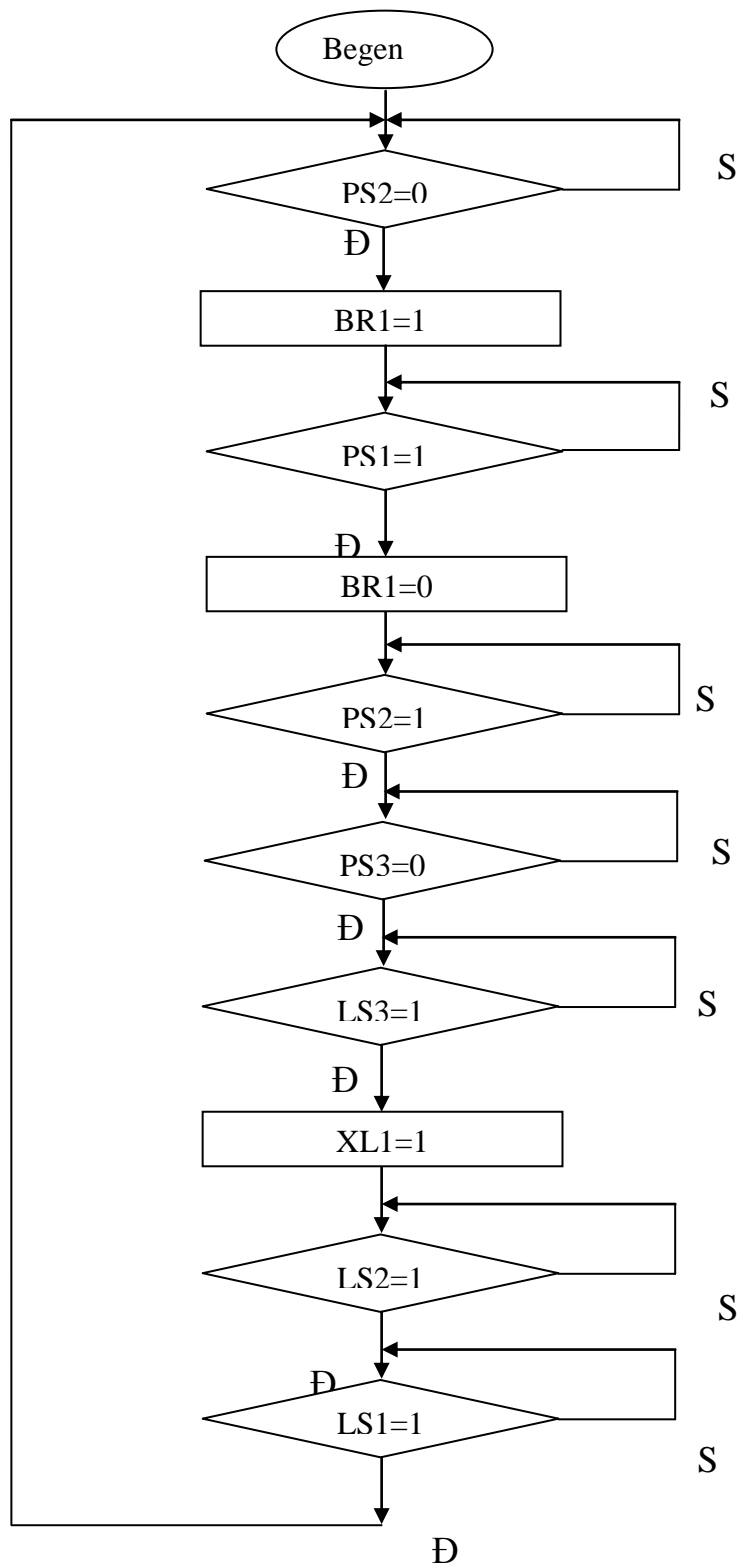 Begen
S
PS2=0
Đ
BR1=1
S
PS1=1
Đ
BR1=0
S
PS2=1
Đ
S
PS3=0
Đ
S
LS3=1
Đ
XL1=1
LS2=1
S
Đ
LS1=1
S
Đ